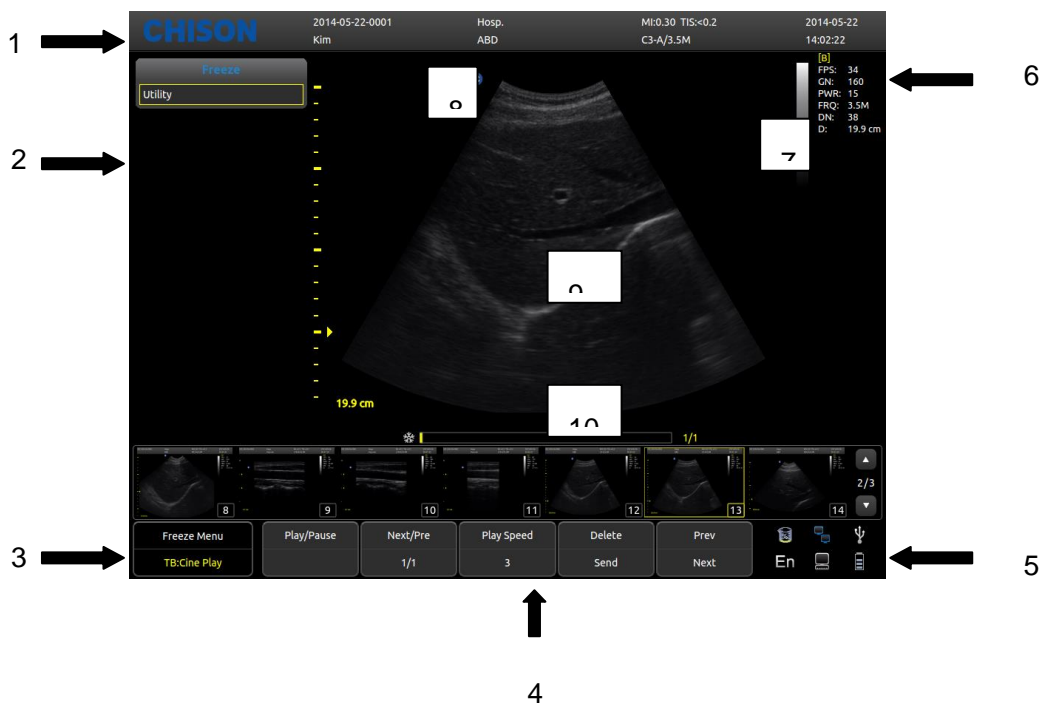 CHISON 2014-05-22-0001 Hosp. MI:0.30 TIS:<0.2 2014-05-22
Kim ABD C3-A/3.5M 14:02:22
1
Freeze
Utility
[B]
FPS: 34
GN: 160
PWR: 15
FRQ: 3.5M
DN: 38
D: 19.9 cm
6
2
19.9 cm
1/1
8 9 10 11 12 13 14
2/3
3
Freeze Menu Play/Pause Next/Pre Play Speed Delete Prev
TB:Cine Play 1/1 3 Send Next En
5
4